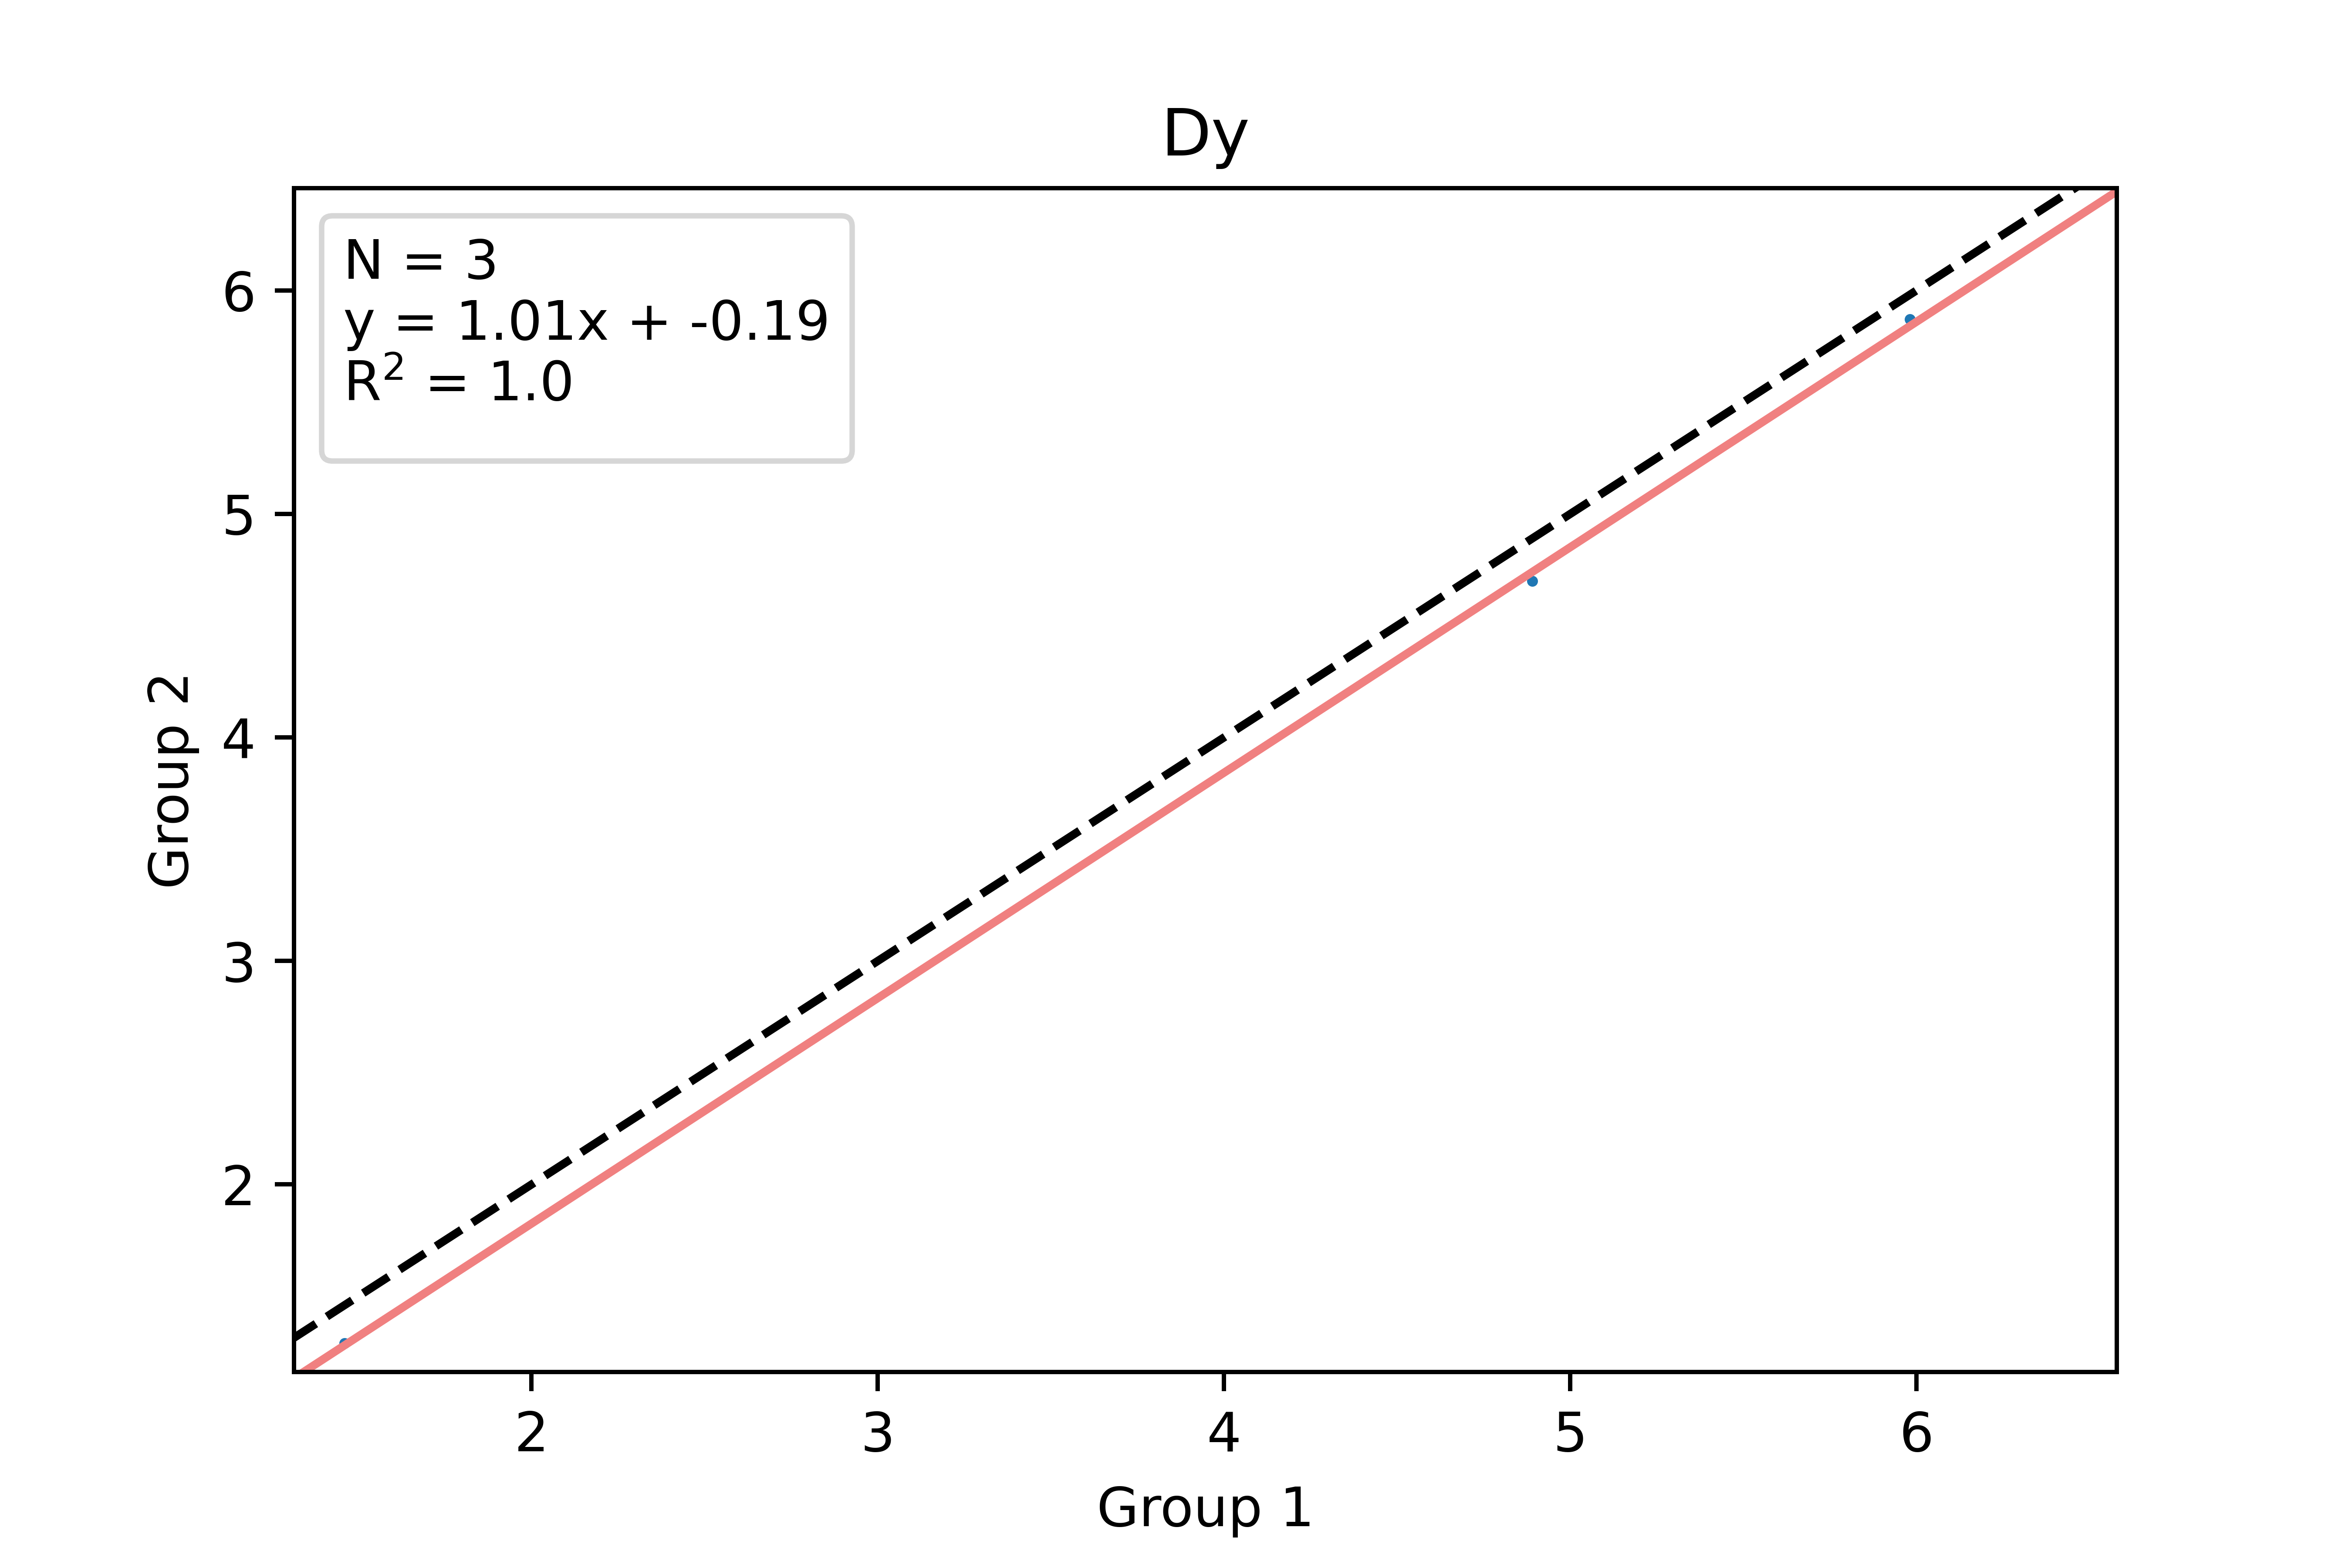 Dy
N = 3
y = 1.01x + -0.19
R² = 1.0
6
5
4
3
2
Group 2
2 3 4 5 6
Group 1